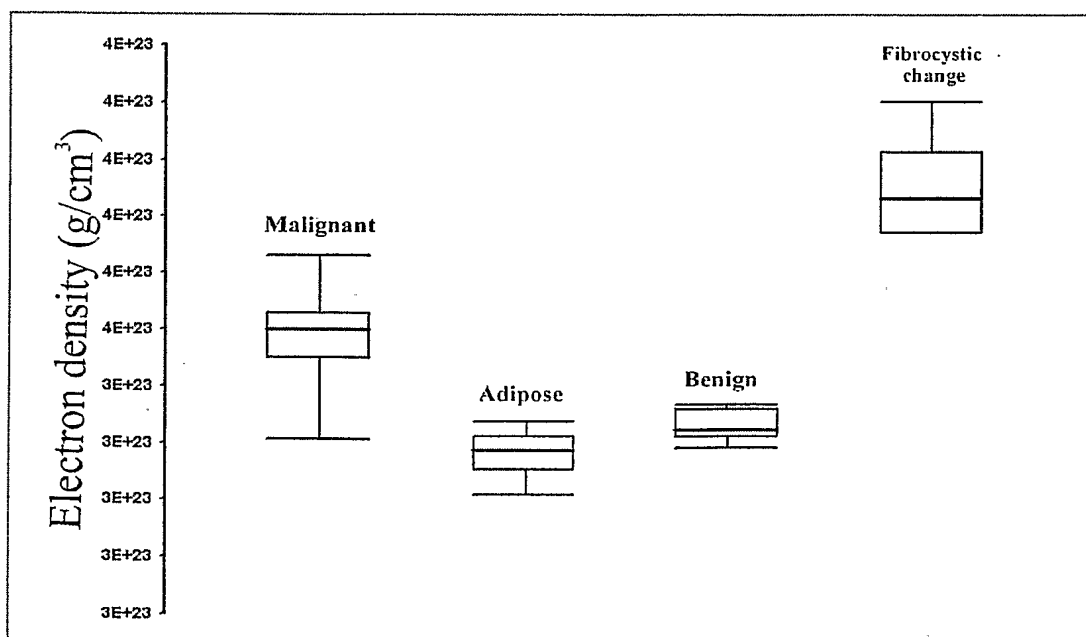 Electron density (g/cm³)
4E+23
4E+23
4E+23
4E+23
4E+23
4E+23
3E+23
3E+23
3E+23
3E+23
3E+23
Malignant
Adipose
Benign
Fibrocystic
change